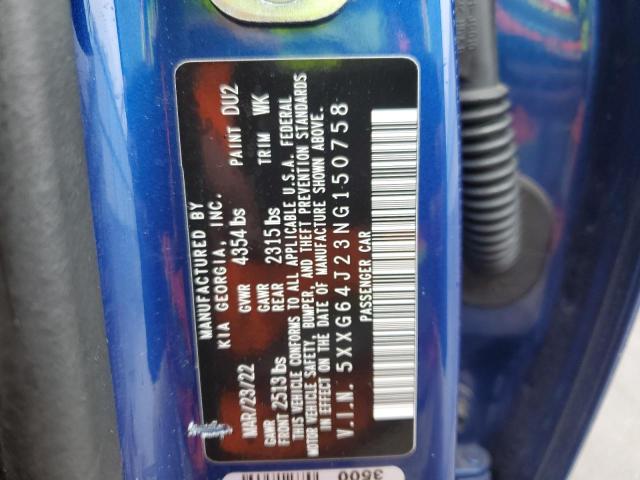 MANUFACTURED BY
KIA GEORGIA, INC.
MAR/23/22 GVWR 4354 lbs PAINT DU2
GAWR FRONT 2513 lbs GAWR REAR 2315 lbs TRIM WK
THIS VEHICLE CONFORMS TO ALL APPLICABLE U.S.A. FEDERAL
MOTOR VEHICLE SAFETY, BUMPER, AND THEFT PREVENTION STANDARDS
IN EFFECT ON THE DATE OF MANUFACTURE SHOWN ABOVE.
V.I.N. 5XXG64J23NG150758
PASSENGER CAR
3500